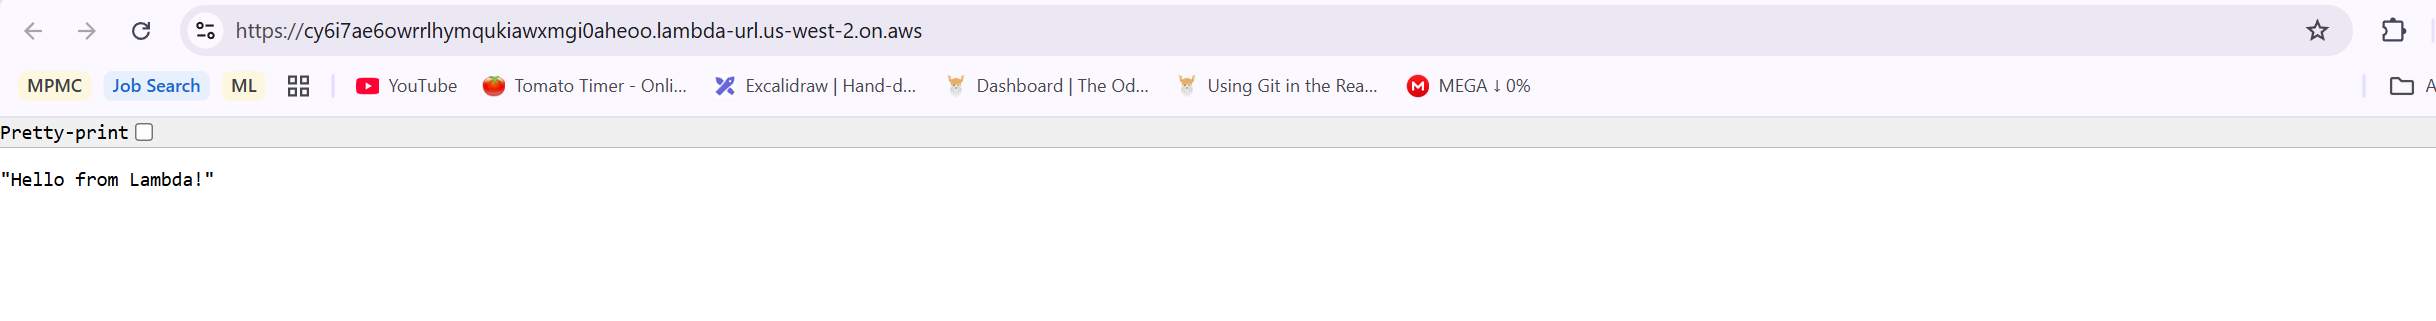 https://cy6i7ae6owrrlhymqukiawxmgi0aheoo.lambda-url.us-west-2.on.aws
MPMC Job Search ML YouTube Tomato Timer - Onli... Excalidraw | Hand-d... Dashboard | The Od... Using Git in the Rea... MEGA ↓ 0% A
Pretty-print
"Hello from Lambda!"